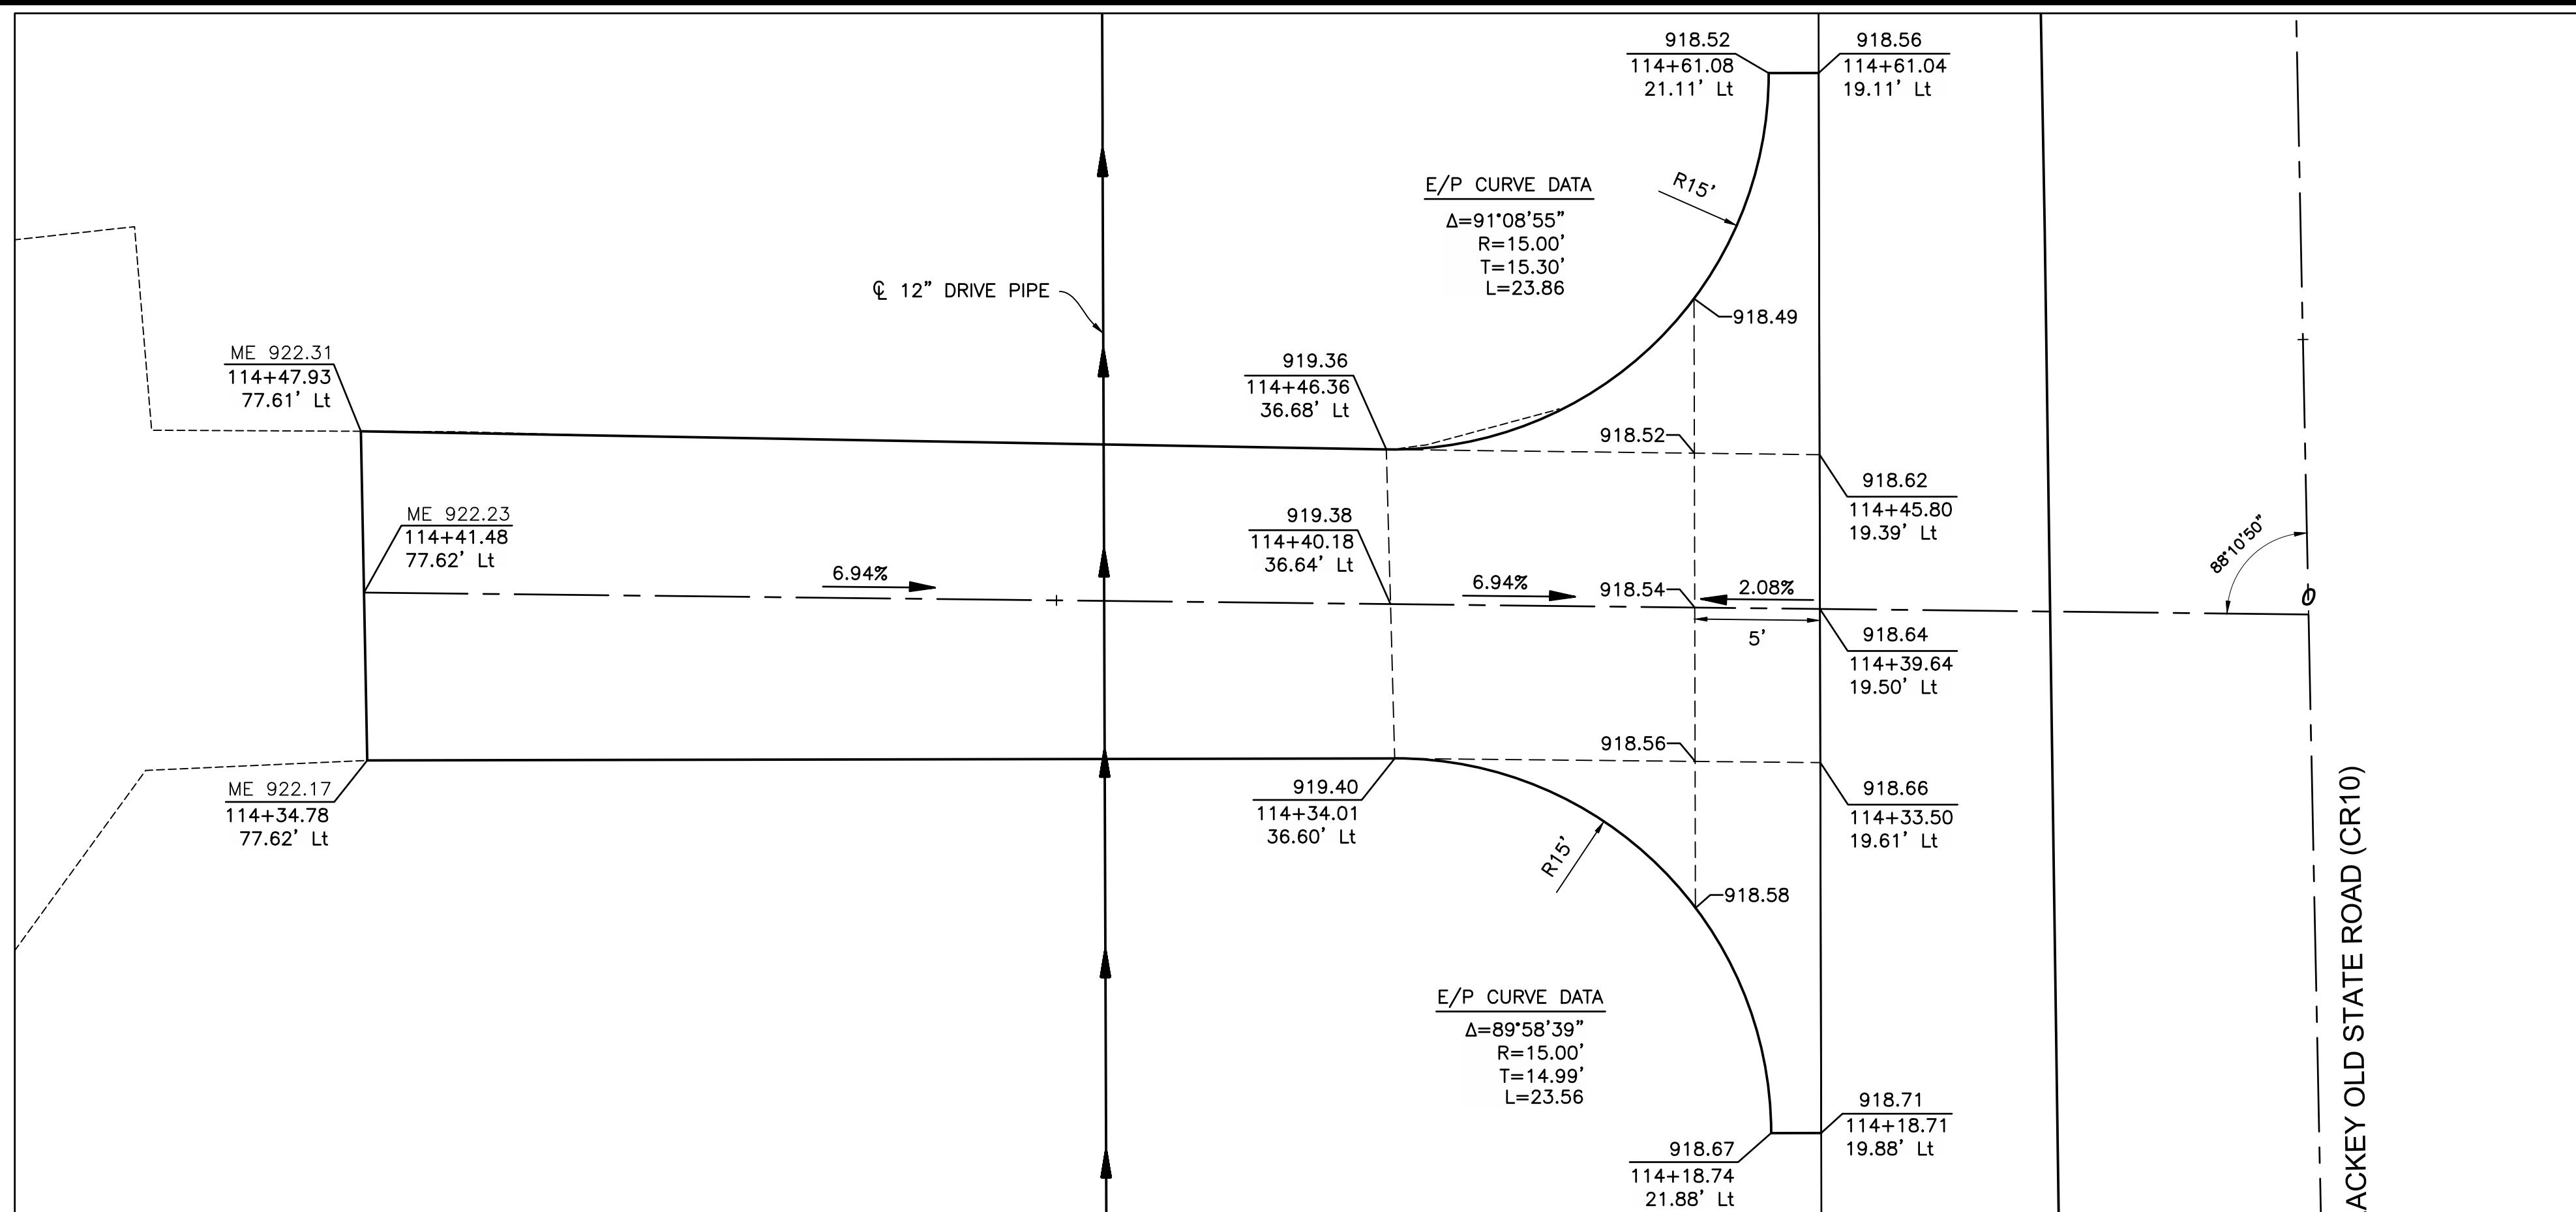 918.52
114+61.08
21.11' Lt
918.56
114+61.04
19.11' Lt
E/P CURVE DATA
Δ=91°08'55"
R=15.00'
T=15.30'
L=23.86
R15'
℄ 12" DRIVE PIPE
918.49
ME 922.31
114+47.93
77.61' Lt
919.36
114+46.36
36.68' Lt
918.52
918.62
114+45.80
19.39' Lt
ME 922.23
114+41.48
77.62' Lt
919.38
114+40.18
36.64' Lt
88°10'50"
6.94%
6.94%
918.54
2.08%
5'
918.64
114+39.64
19.50' Lt
918.56
ME 922.17
114+34.78
77.62' Lt
919.40
114+34.01
36.60' Lt
918.66
114+33.50
19.61' Lt
R15'
918.58
E/P CURVE DATA
Δ=89°58'39"
R=15.00'
T=14.99'
L=23.56
918.67
114+18.74
21.88' Lt
918.71
114+18.71
19.88' Lt
ACKEY OLD STATE ROAD (CR10)